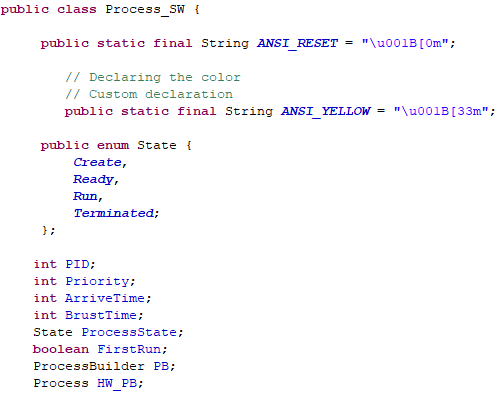 public class Process_SW {
public static final String ANSI_RESET = "\u001B[0m";
// Declaring the color
// Custom declaration
public static final String ANSI_YELLOW = "\u001B[33m";
public enum State {
Create,
Ready,
Run,
Terminated;
};
int PID;
int Priority;
int ArriveTime;
int BrustTime;
State ProcessState;
boolean FirstRun;
ProcessBuilder PB;
Process HW_PB;